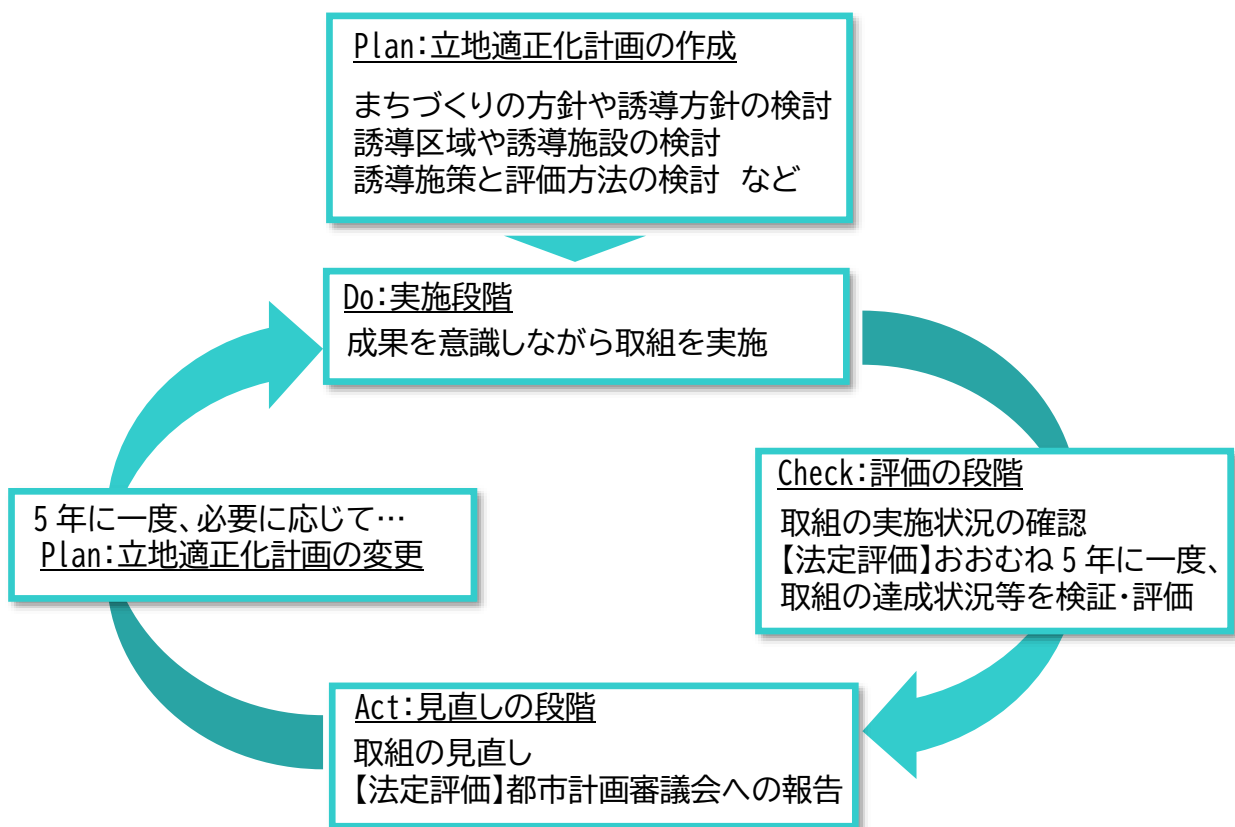 Plan：立地適正化計画の作成
まちづくりの方針や誘導方針の検討
誘導区域や誘導施設の検討
誘導施策と評価方法の検討　など
Do：実施段階
成果を意識しながら取組を実施
Check：評価の段階
取組の実施状況の確認
【法定評価】おおむね５年に一度、
取組の達成状況等を検証・評価
Act：見直しの段階
取組の見直し
【法定評価】都市計画審議会への報告
５年に一度、必要に応じて…
Plan：立地適正化計画の変更